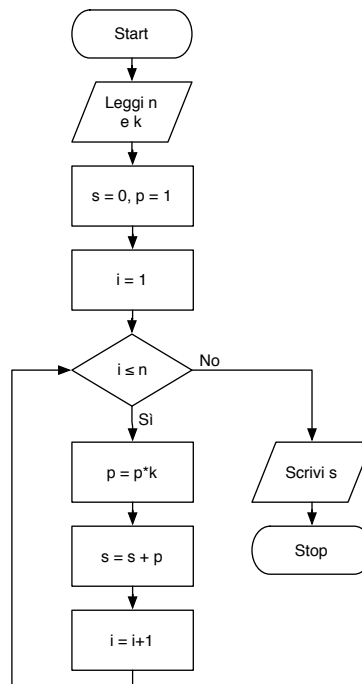 Start
Leggi n
e k
s = 0, p = 1
i = 1
i ≤ n
No
Sì
p = p*k
Scrivi s
s = s + p
Stop
i = i+1